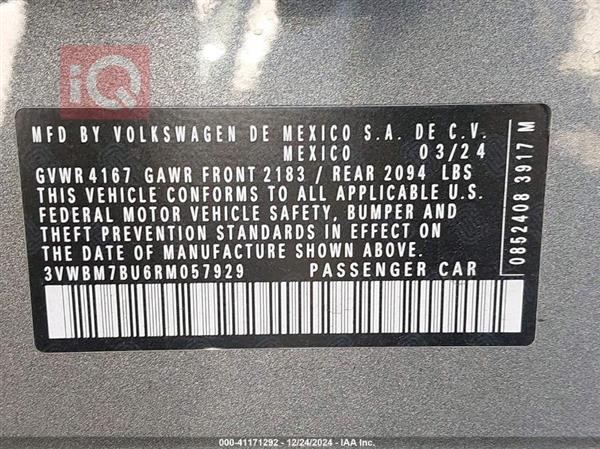 iQ
MFD BY VOLKSWAGEN DE MEXICO S.A. DE C.V.
MEXICO 03/24
GVWR 4167 GAWR FRONT 2183 / REAR 2094 LBS
THIS VEHICLE CONFORMS TO ALL APPLICABLE U.S.
FEDERAL MOTOR VEHICLE SAFETY, BUMPER AND
THEFT PREVENTION STANDARDS IN EFFECT ON
THE DATE OF MANUFACTURE SHOWN ABOVE.
3VWBM7BU6RM057929 PASSENGER CAR
0852408 3917 M
000-41171292 - 12/24/2024 - IAA Inc.